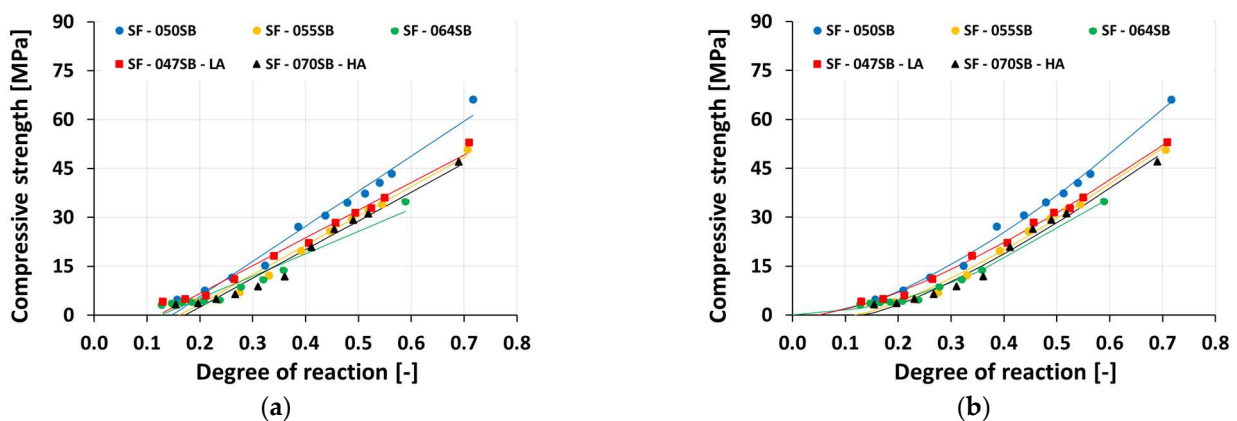 Compressive strength [MPa]
90
75
60
45
30
15
0
SF - 050SB
SF - 055SB
SF - 064SB
SF - 047SB - LA
SF - 070SB - HA
0.0 0.1 0.2 0.3 0.4 0.5 0.6 0.7 0.8
Degree of reaction [-]
(a)
Compressive strength [MPa]
90
75
60
45
30
15
0
SF - 050SB
SF - 055SB
SF - 064SB
SF - 047SB - LA
SF - 070SB - HA
0.0 0.1 0.2 0.3 0.4 0.5 0.6 0.7 0.8
Degree of reaction [-]
(b)